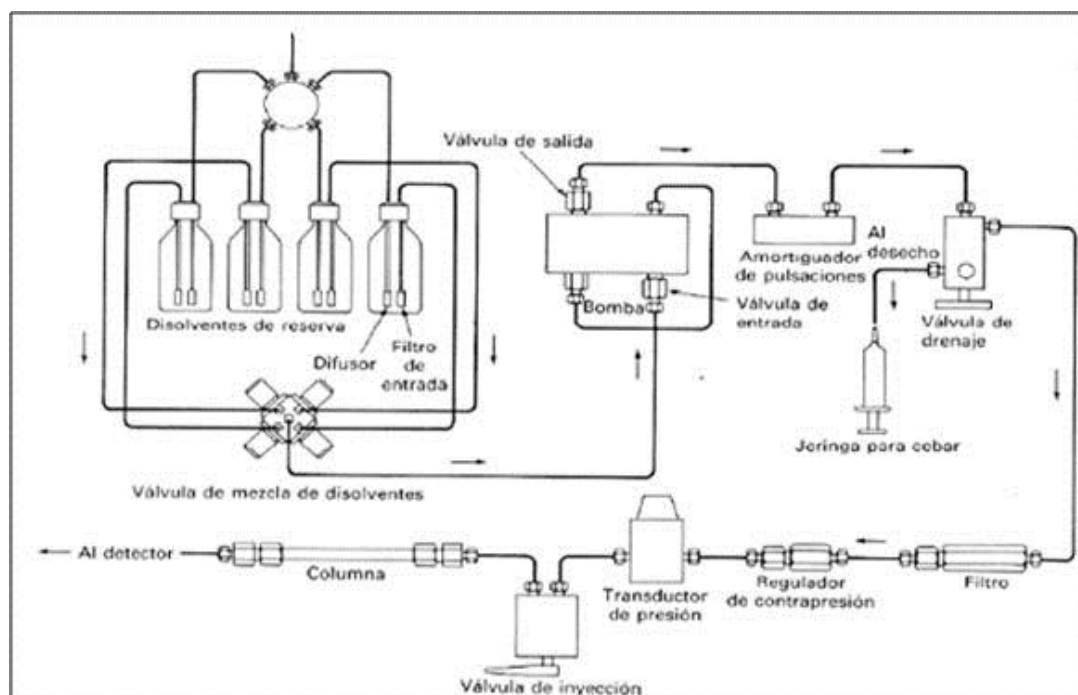 Válvula de salida
Disolventes de reserva
Difusor
Filtro
de
entrada
Bomba
Válvula de
entrada
Amortiguador
de pulsaciones
Al
desecho
Válvula de
drenaje
Jeringa para cebar
Válvula de mezcla de disolventes
Al detector
Columna
Válvula de inyección
Transductor
de presión
Regulador
de contrapresión
Filtro